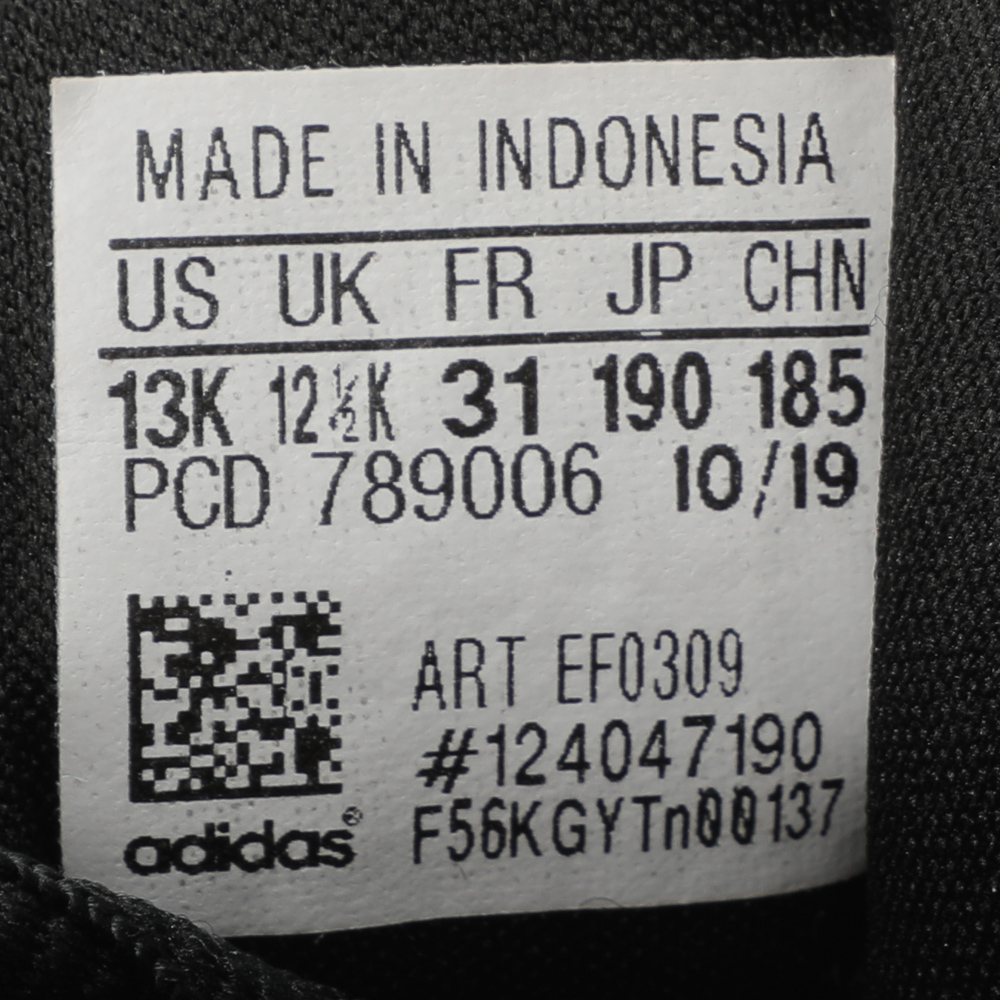 MADE IN INDONESIA
US UK FR JP CHN
13K 12½K 31 190 185
PCD 789006 10/19
ART EF0309
#124047190
F56KGYTn00137
adidas®